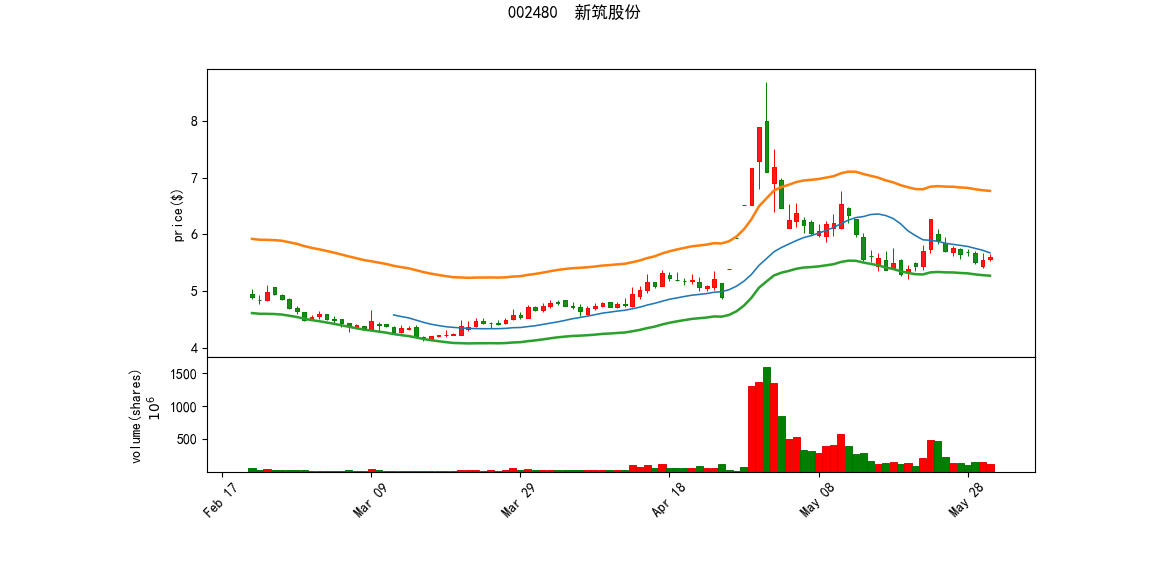 002480 新筑股份
price($)
8
7
6
5
4
volume(shares)
10^6
1500
1000
500
Feb 17
Mar 09
Mar 29
Apr 18
May 08
May 28